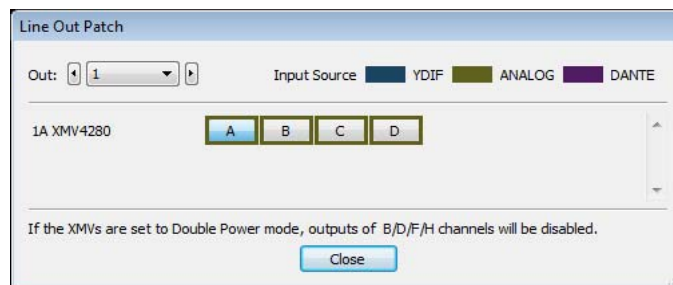 Line Out Patch
Out: 1 Input Source YDIF ANALOG DANTE
1A XMV4280 A B C D
If the XMVs are set to Double Power mode, outputs of B/D/F/H channels will be disabled.
Close